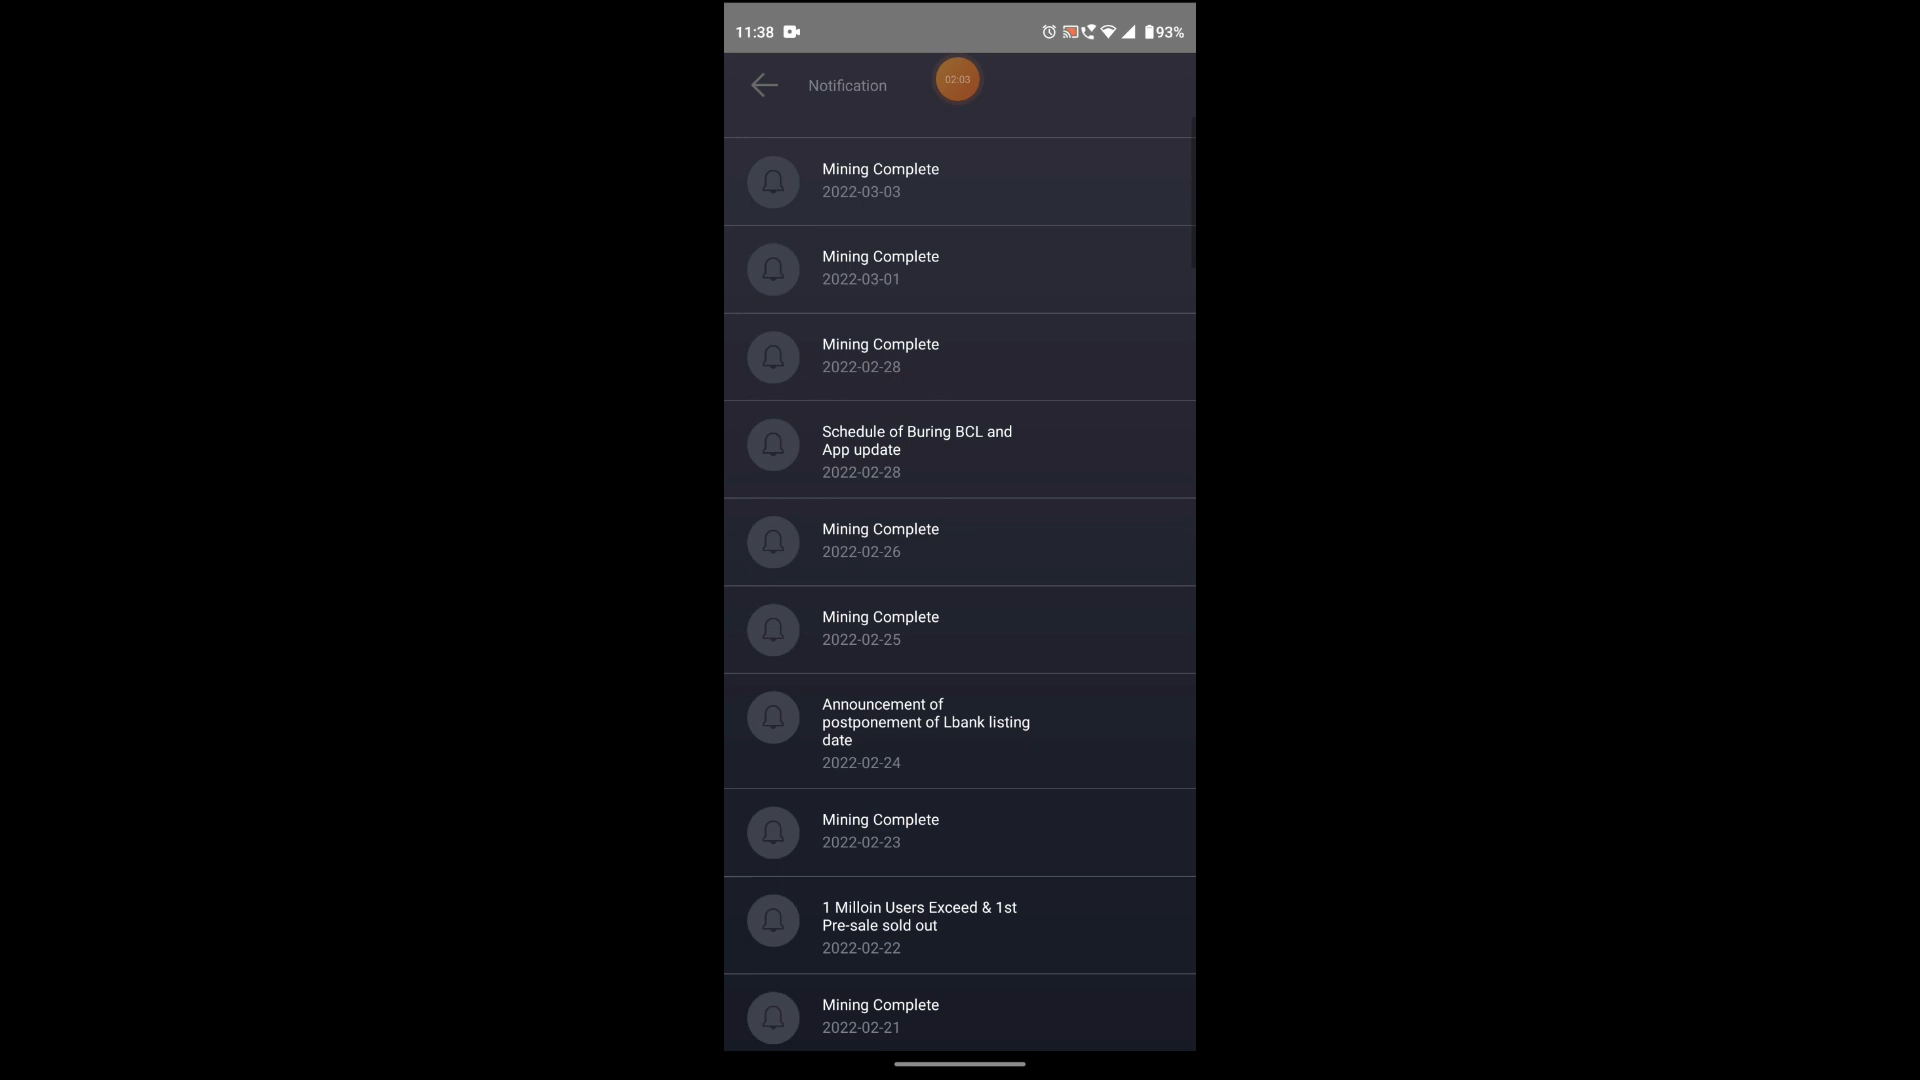 11:38
93%
Notification
02:03
Mining Complete
2022-03-03
Mining Complete
2022-03-01
Mining Complete
2022-02-28
Schedule of Buring BCL and
App update
2022-02-28
Mining Complete
2022-02-26
Mining Complete
2022-02-25
Announcement of
postponement of Lbank listing
date
2022-02-24
Mining Complete
2022-02-23
1 Milloin Users Exceed & 1st
Pre-sale sold out
2022-02-22
Mining Complete
2022-02-21